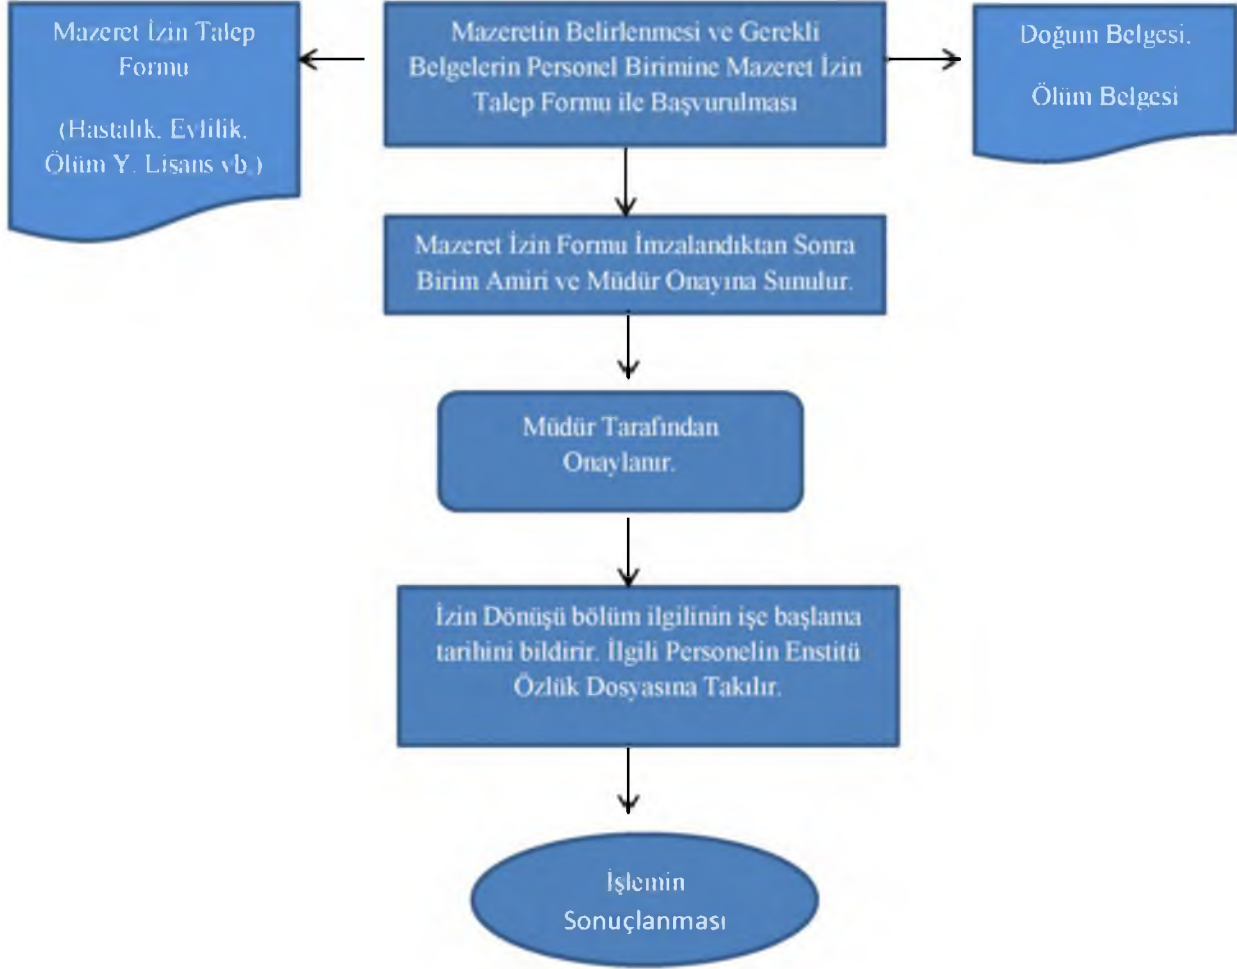 Mazeret İzin Talep
Formu
(Hastalık. Evlilik.
Ölüm Y. Lisans vb.)
Mazeretin Belirlenmesi ve Gerekli
Belgelerin Personel Birimine Mazeret İzin
Talep Formu ile Başvurulması
Doğum Belgesi.
Ölüm Belgesi
Mazeret İzin Formu İmzalandıktan Sonra
Birim Amiri ve Müdür Onayına Sunulur.
Müdür Tarafından
Onaylanır.
İzin Dönüşü bölüm ilgilinin işe başlama
tarihini bildirir. İlgili Personelin Enstitü
Özlük Dosyasına Takılır.
İşlemin
Sonuçlanması